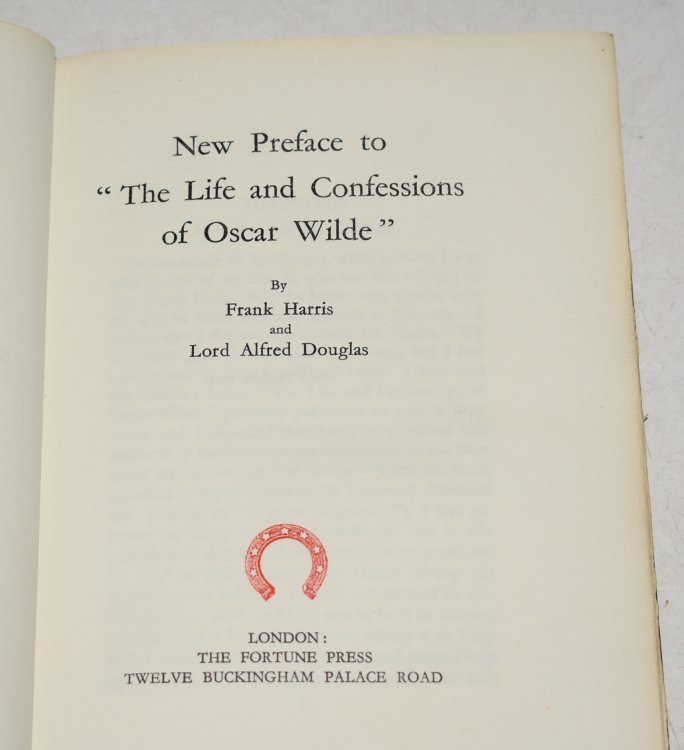 New Preface to
“The Life and Confessions
of Oscar Wilde”
By
Frank Harris
and
Lord Alfred Douglas
LONDON:
THE FORTUNE PRESS
TWELVE BUCKINGHAM PALACE ROAD